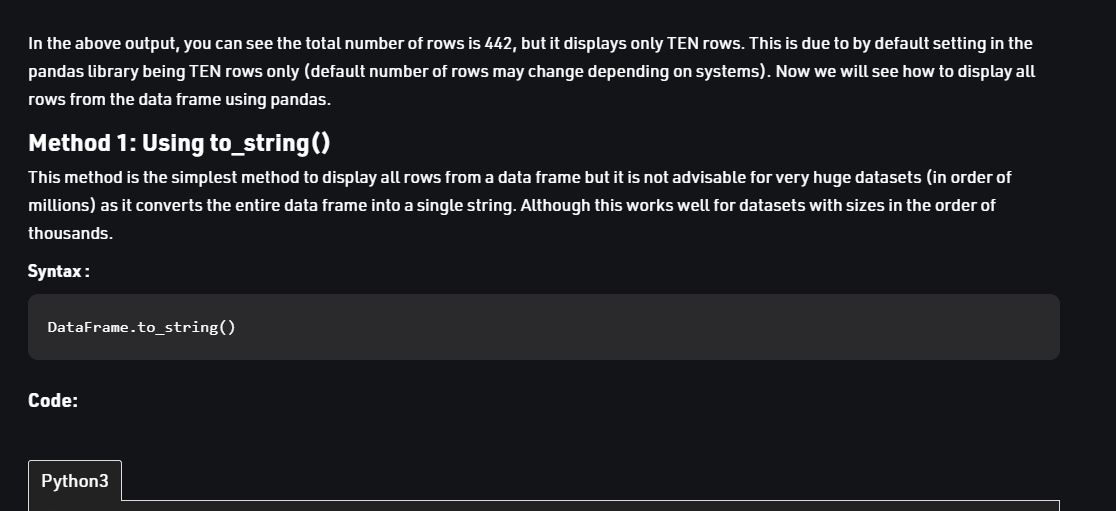 In the above output, you can see the total number of rows is 442, but it displays only TEN rows. This is due to by default setting in the
pandas library being TEN rows only (default number of rows may change depending on systems). Now we will see how to display all
rows from the data frame using pandas.
Method 1: Using to_string()
This method is the simplest method to display all rows from a data frame but it is not advisable for very huge datasets (in order of
millions) as it converts the entire data frame into a single string. Although this works well for datasets with sizes in the order of
thousands.
Syntax :
DataFrame.to_string()
Code:
Python3